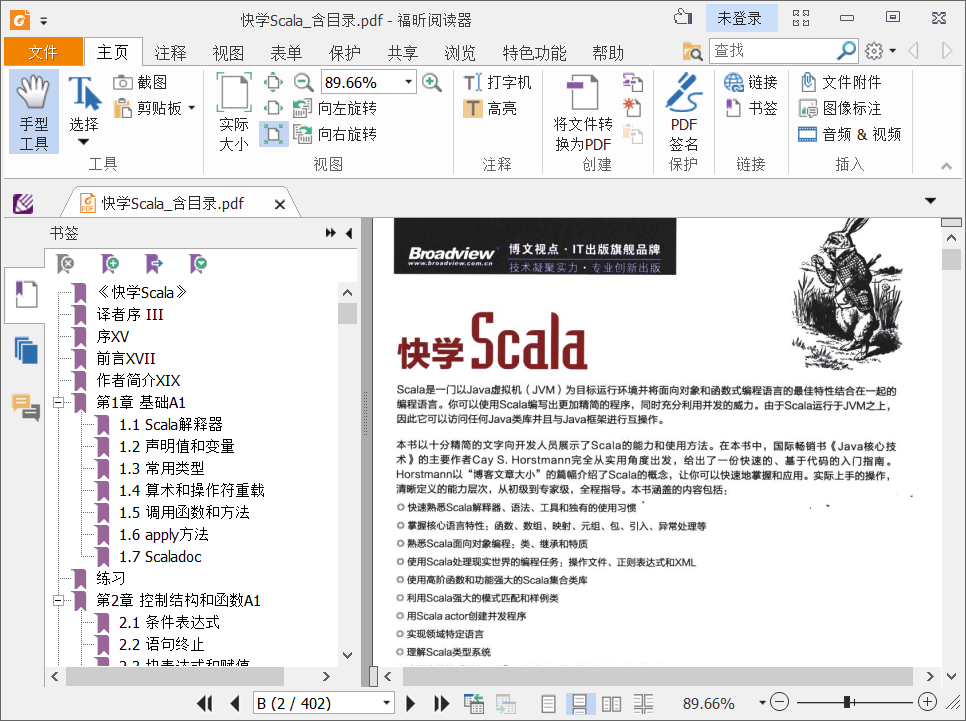 快学Scala_含目录.pdf - 福昕阅读器
未登录
文件 主页 注释 视图 表单 保护 共享 浏览 特色功能 帮助
查找
手型工具
选择
截图
剪贴板
工具
实际大小
89.66%
向左旋转
向右旋转
视图
打字机
高亮
注释
将文件转换为PDF
创建
PDF签名
保护
链接
书签
链接
文件附件
图像标注
音频 & 视频
插入
快学Scala_含目录.pdf
书签
《快学Scala》
译者序 III
序XV
前言XVII
作者简介XIX
第1章 基础A1
1.1 Scala解释器
1.2 声明值和变量
1.3 常用类型
1.4 算术和操作符重载
1.5 调用函数和方法
1.6 apply方法
1.7 Scaladoc
练习
第2章 控制结构和函数A1
2.1 条件表达式
2.2 语句终止
2.3 块表达式和赋值
Broadview®
www.broadview.com.cn
博文视点 · IT出版旗舰品牌
技术凝聚实力 · 专业创新出版
快学Scala
Scala是一门以Java虚拟机（JVM）为目标运行环境并将面向对象和函数式编程语言的最佳特性结合在一起的
编程语言。你可以使用Scala编写出更加精简的程序，同时充分利用并发的威力。由于Scala运行于JVM之上，
因此它可以访问任何Java类库并且与Java框架进行互操作。
本书以十分精简的文字向开发人员展示了Scala的能力和使用方法。在本书中，国际畅销书《Java核心技
术》的主要作者Cay S. Horstmann完全从实用角度出发，给出了一份快速的、基于代码的入门指南。
Horstmann以“博客文章大小”的篇幅介绍了Scala的概念，让你可以快速地掌握和应用。实际上手的操作，
清晰定义的能力层次，从初级到专家级，全程指导。本书涵盖的内容包括：
快速熟悉Scala解释器、语法、工具和独有的使用习惯
掌握核心语言特性：函数、数组、映射、元组、包、引入、异常处理等
熟悉Scala面向对象编程：类、继承和特质
使用Scala处理现实世界的编程任务：操作文件、正则表达式和XML
使用高阶函数和功能强大的Scala集合类库
利用Scala强大的模式匹配和样例类
用Scala actor创建并发程序
实现领域特定语言
理解Scala类型系统
B (2 / 402)
89.66%